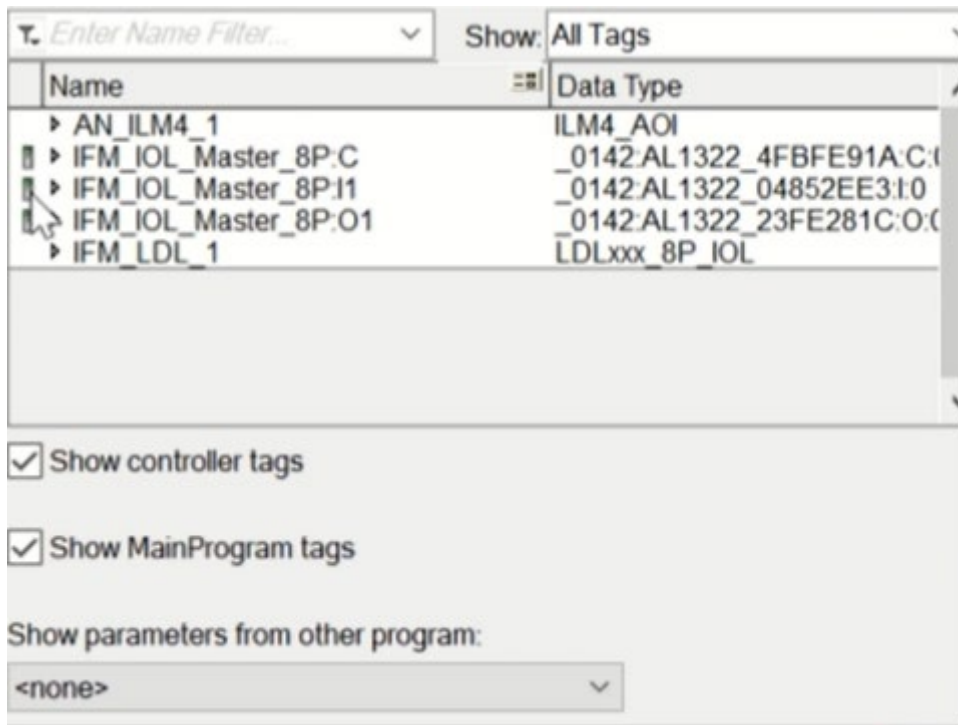 Enter Name Filter... Show: All Tags
Name Data Type
AN_ILM4_1 ILM4_AOI
IFM_IOL_Master_8P:C _0142:AL1322_4FBFE91A:C:
IFM_IOL_Master_8P:I1 _0142:AL1322_04852EE3:I:0
IFM_IOL_Master_8P:O1 _0142:AL1322_23FE281C:O:
IFM_LDL_1 LDLxxx_8P_IOL
Show controller tags
Show MainProgram tags
Show parameters from other program:
<none>